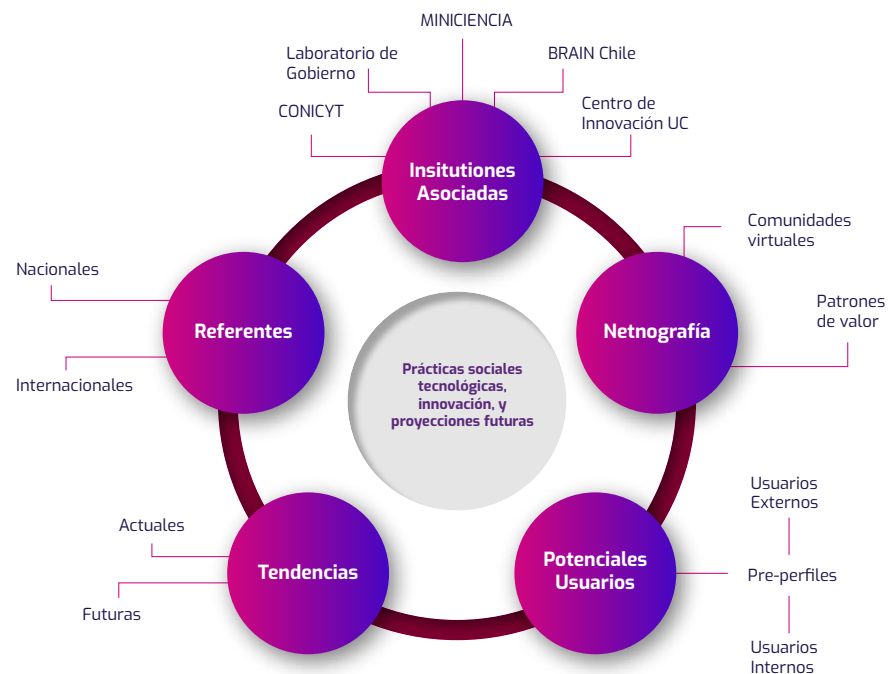 MINICIENCIA
Laboratorio de
Gobierno
BRAIN Chile
CONICYT
Centro de
Innovación UC
Insitutiones
Asociadas
Comunidades
virtuales
Nacionales
Referentes
Internacionales
Netnografía
Patrones
de valor
Prácticas sociales
tecnológicas,
innovación, y
proyecciones futuras
Actuales
Tendencias
Futuras
Potenciales
Usuarios
Usuarios
Externos
Pre-perfiles
Usuarios
Internos